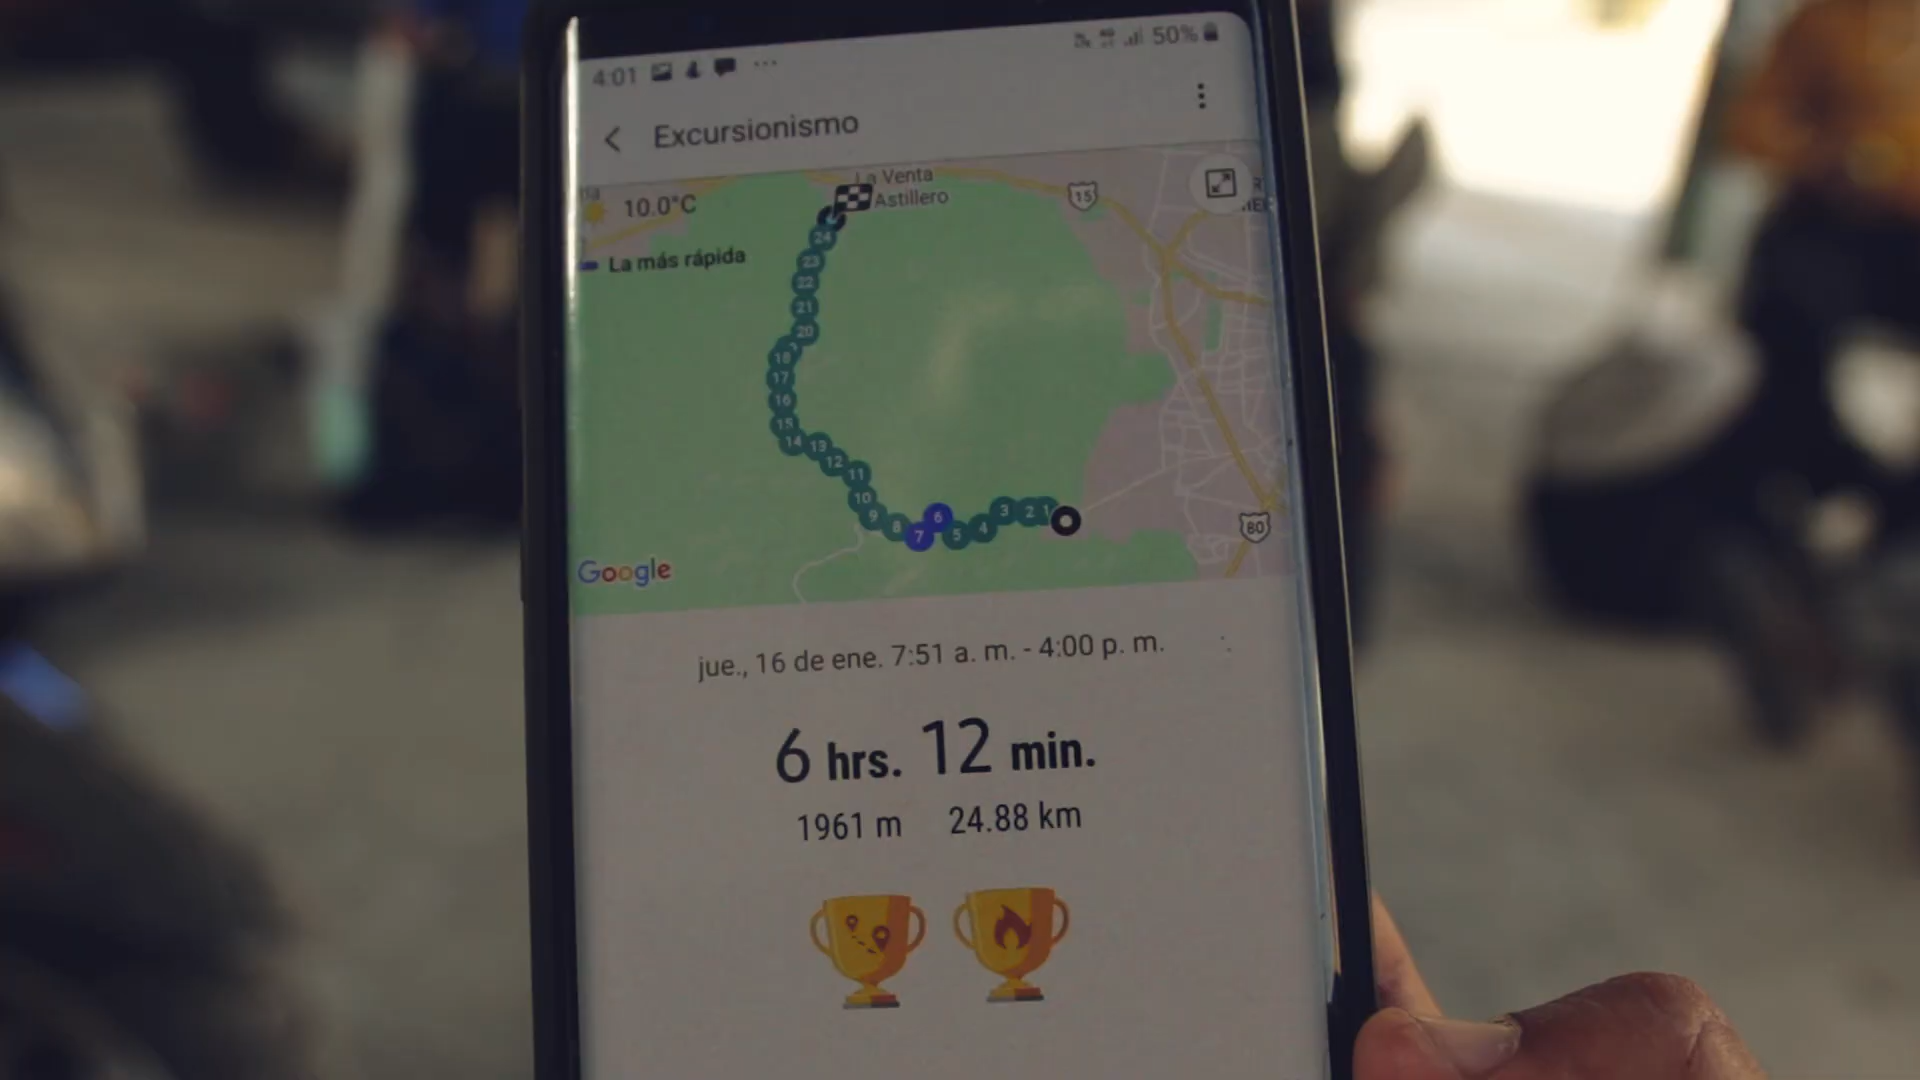 4:01 ... 50%
Excursionismo
La Venta
Astillero
15
10.0°C
La más rápida
24
23
22
21
20
18
17
16
15
14 13
12
11
10
9 8 7 6 5 4 3 2 1
80
Google
jue., 16 de ene. 7:51 a. m. - 4:00 p. m.
6 hrs. 12 min.
1961 m 24.88 km